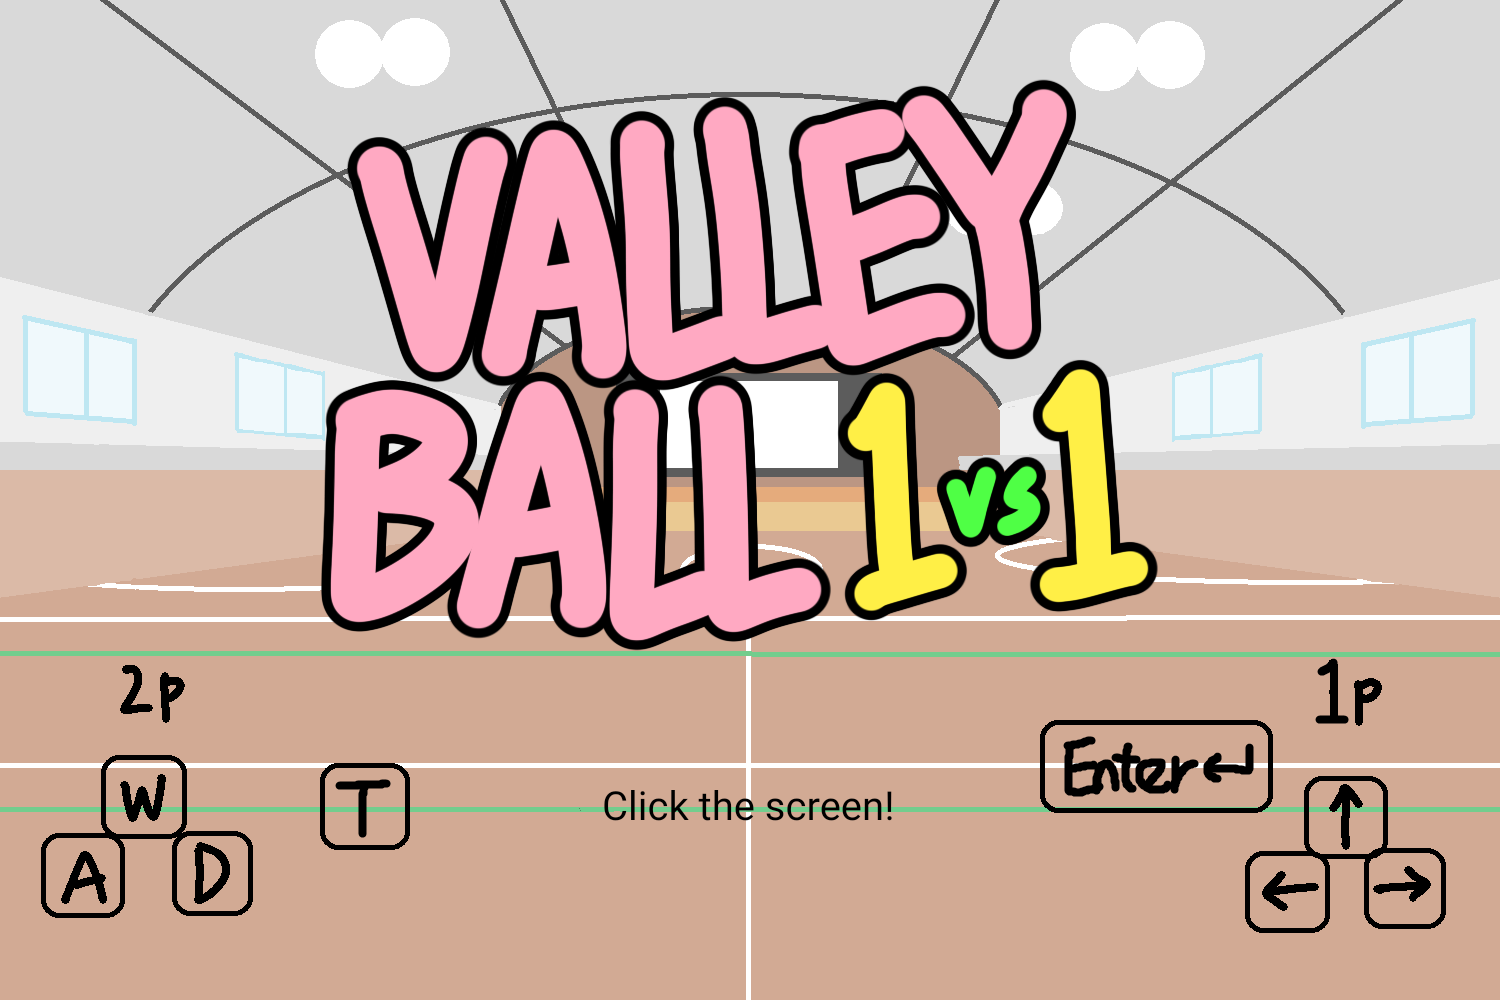 VALLEY
BALL 1 vs 1
2p
1p
W
T
Enter↵
↑
Click the screen!
A
D
←
→